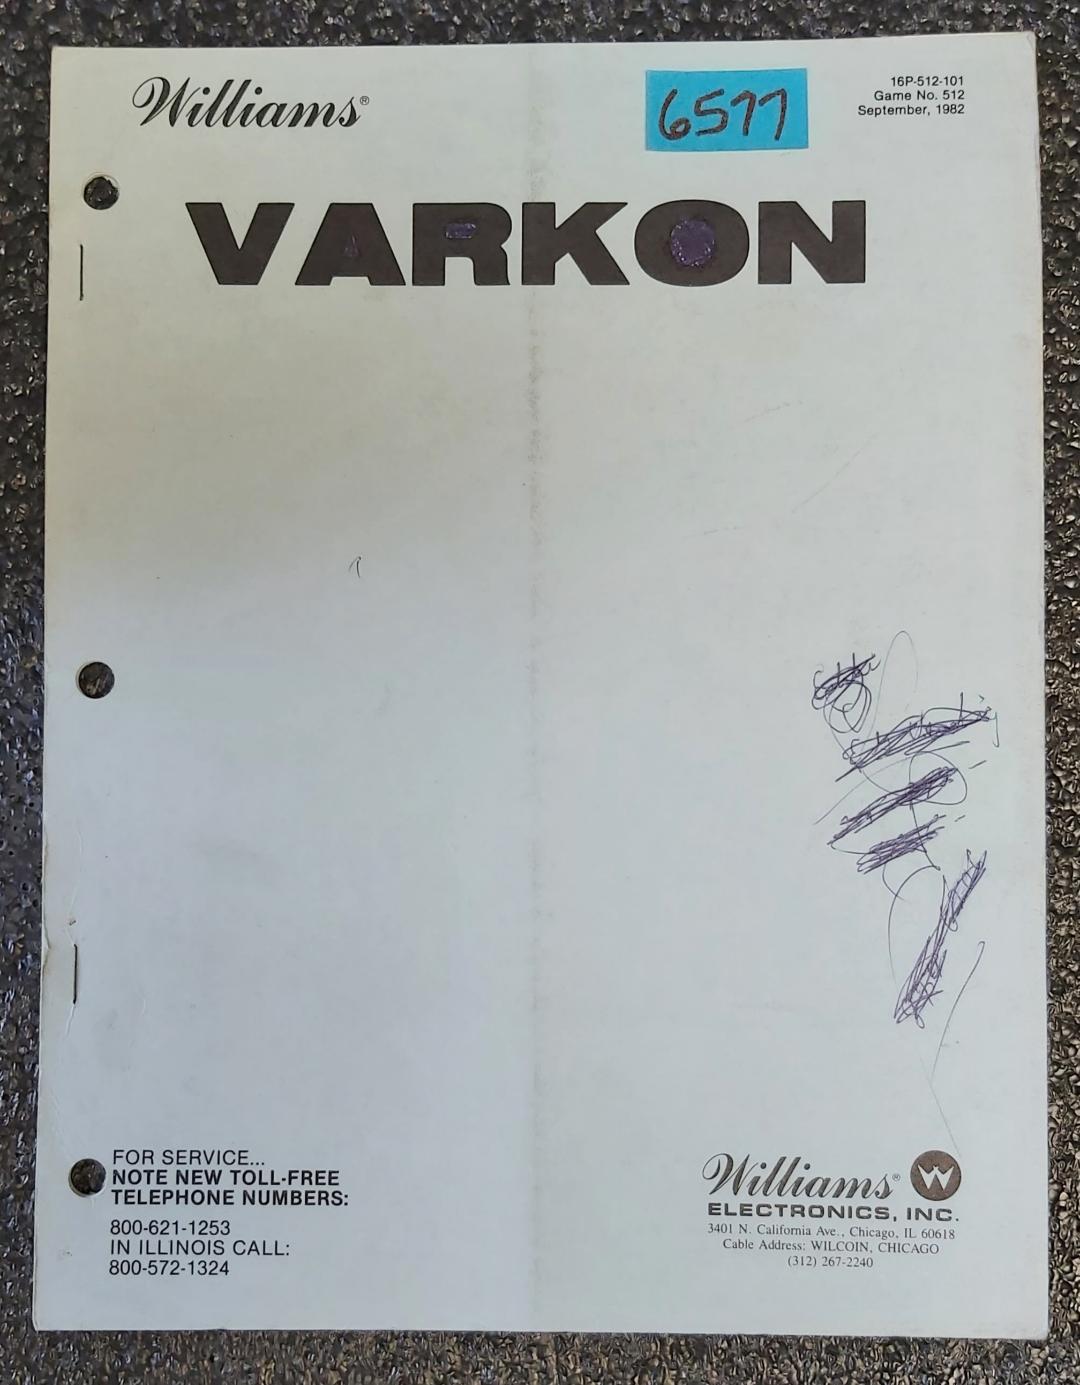 Williams®
6577
16P-512-101
Game No. 512
September, 1982
VARKON
FOR SERVICE...
NOTE NEW TOLL-FREE
TELEPHONE NUMBERS:
800-621-1253
IN ILLINOIS CALL:
800-572-1324
Williams®
ELECTRONICS, INC.
3401 N. California Ave., Chicago, IL 60618
Cable Address: WILCOIN, CHICAGO
(312) 267-2240